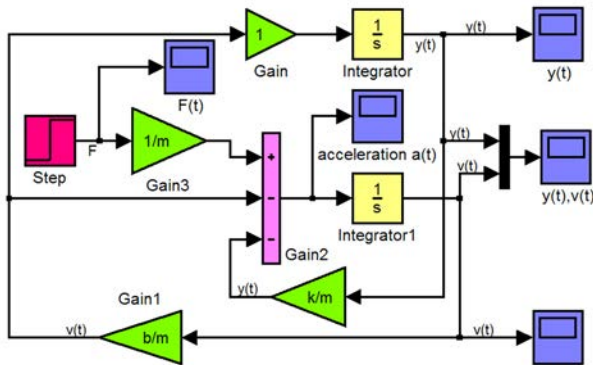 1
1
s
y(t)
y(t)
Gain
Integrator
y(t)
F(t)
F
1/m
y(t)
Step
+
acceleration a(t)
Gain3
v(t)
−
1
s
y(t),v(t)
−
Integrator1
Gain2
Gain1
y(t)
k/m
v(t)
b/m
v(t)